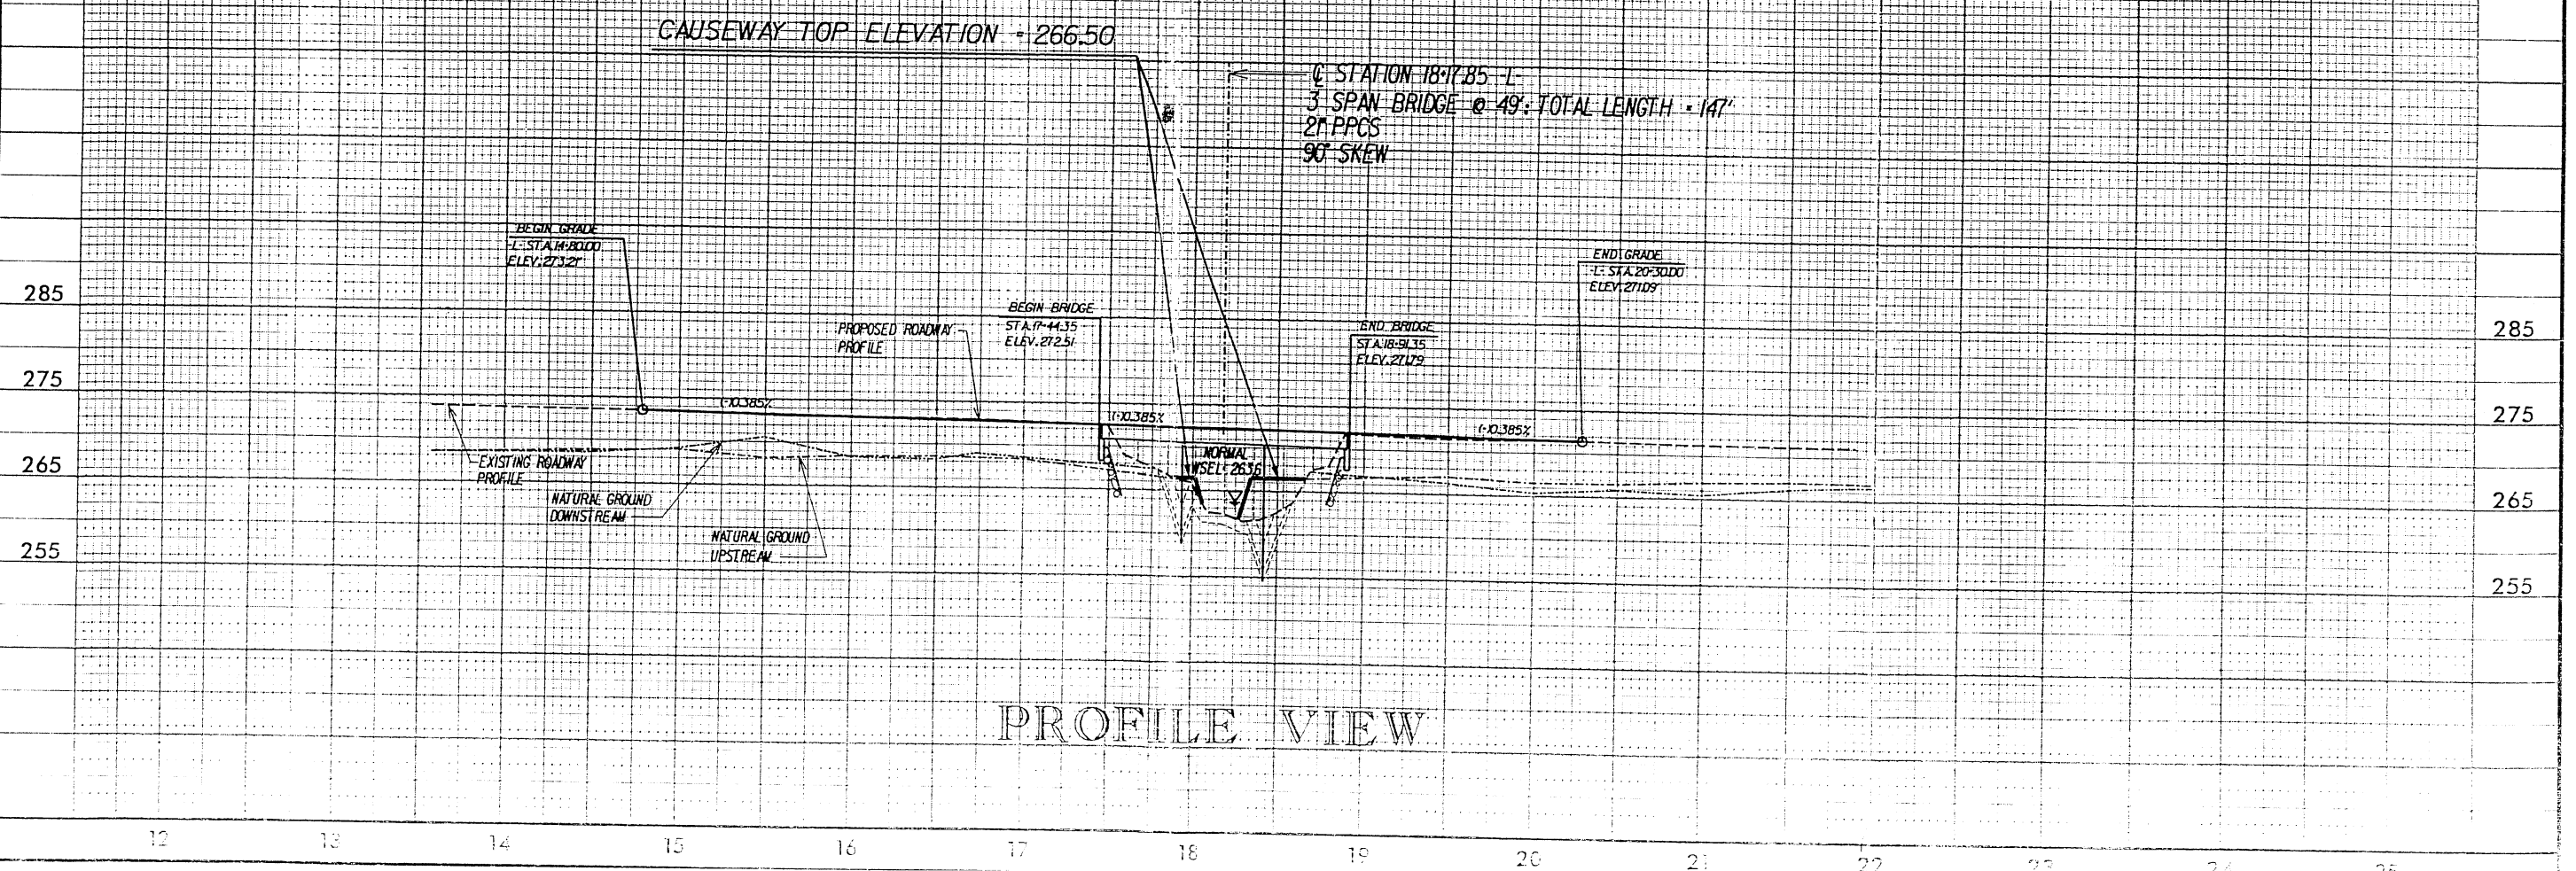 CAUSEWAY TOP ELEVATION = 266.50
℄ STATION 18+17.85 -L-
3 SPAN BRIDGE @ 49'; TOTAL LENGTH = 147'
21" PPCS
90° SKEW
BEGIN GRADE
-L- STA.14+80.00
ELEV.=273.21'
END GRADE
-L- STA.20+30.00
ELEV.=271.09'
285
BEGIN BRIDGE
STA.17+44.35
ELEV.=272.51
PROPOSED ROADWAY
PROFILE
END BRIDGE
STA.18+91.35
ELEV.=271.79
285
275
(-)0.385%
(-)0.385%
(-)0.385%
275
265
EXISTING ROADWAY
PROFILE
NORMAL
WSEL=263.6
NATURAL GROUND
DOWNSTREAM
265
NATURAL GROUND
UPSTREAM
255
255
PROFILE VIEW
12 13 14 15 16 17 18 19 20 21 22 23 24